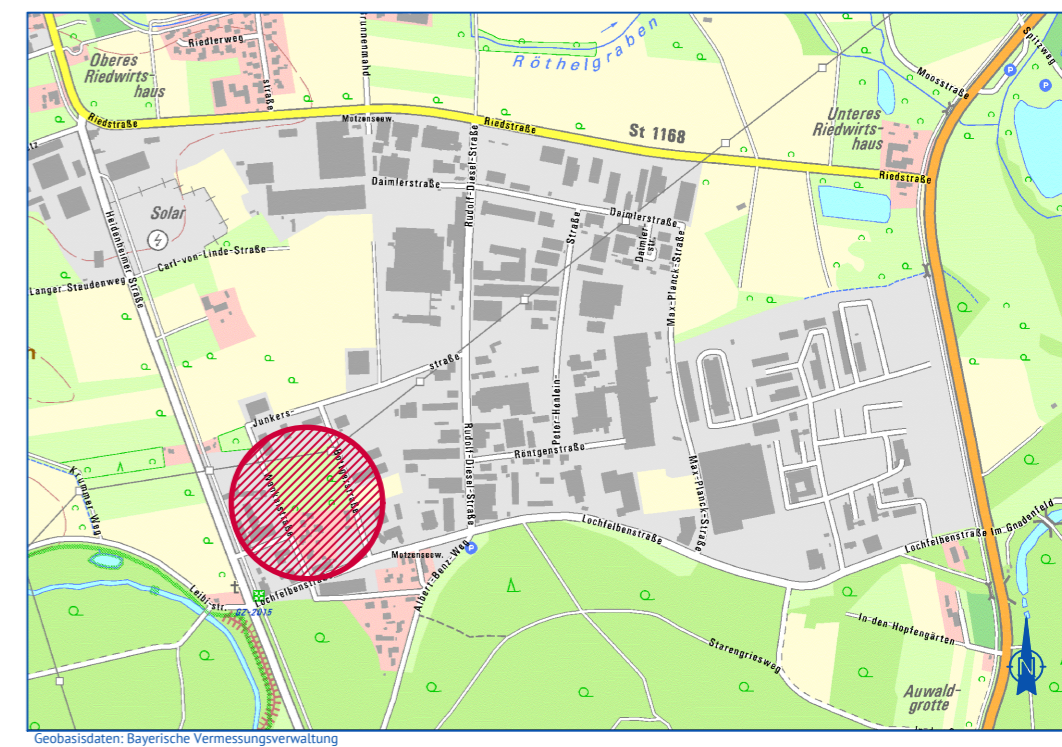 Riedlerweg
Oberes
Riedwirts-
haus
straße
Röthelgraben
Spitzweg
Moosstraße
P
P
Riedstraße
Motzenseew.
Riedstraße
St 1168
Unteres
Riedwirts-
haus
Riedstraße
Rudolf-Diesel-Straße
Daimlerstraße
Daimlerstraße
Daimler-
str.
Straße
Max-Planck-Straße
Solar
Heidenheimer Straße
Carl-von-Linde-Straße
Langer Staudenweg
straße
Junkers-
Peter-Henlein-
Röntgenstraße
Rudolf-Diesel-Straße
Max-Planck-Straße
Krummer-Weg
Lochfelbenstraße
Lochfelbenstraße
Im Gnadenfeld
Motzenseew.
P
Albert-Benz-Weg
Leibi-
str.
Lochfelbenstraße
GZ-2015
In den Hopfengärten
Starengriesweg
Auwald-
grotte
N
Geobasisdaten: Bayerische Vermessungsverwaltung